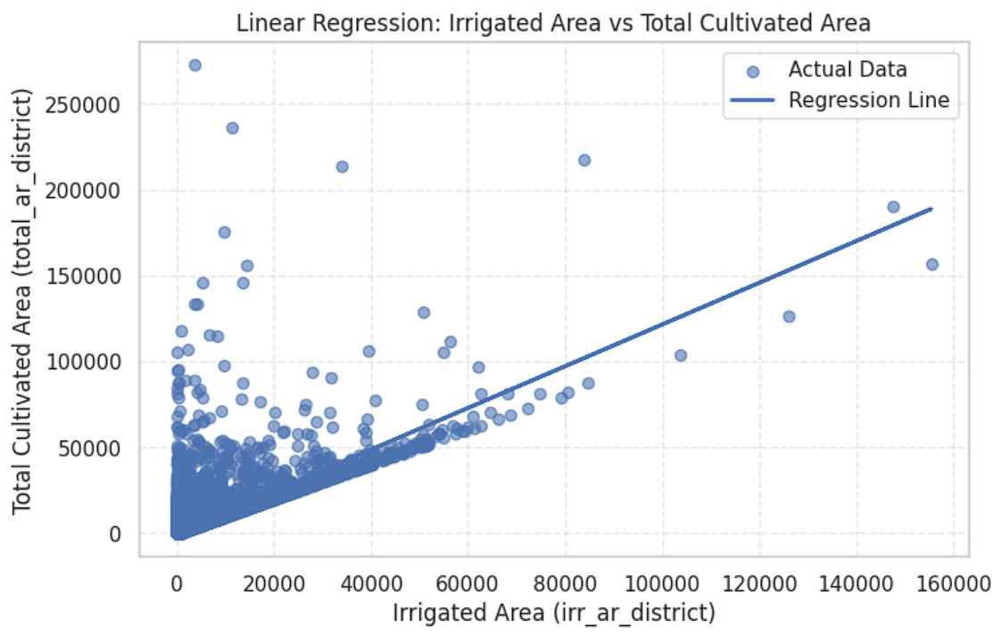 Linear Regression: Irrigated Area vs Total Cultivated Area
Actual Data
Regression Line
Total Cultivated Area (total_ar_district)
250000
200000
150000
100000
50000
0
0 20000 40000 60000 80000 100000 120000 140000 160000
Irrigated Area (irr_ar_district)